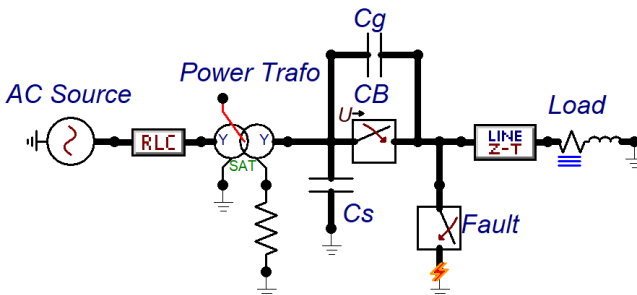 Cg
Power Trafo
CB
AC Source
U
Load
RLC
Y
Y
LINE
Z-T
SAT
Cs
Fault